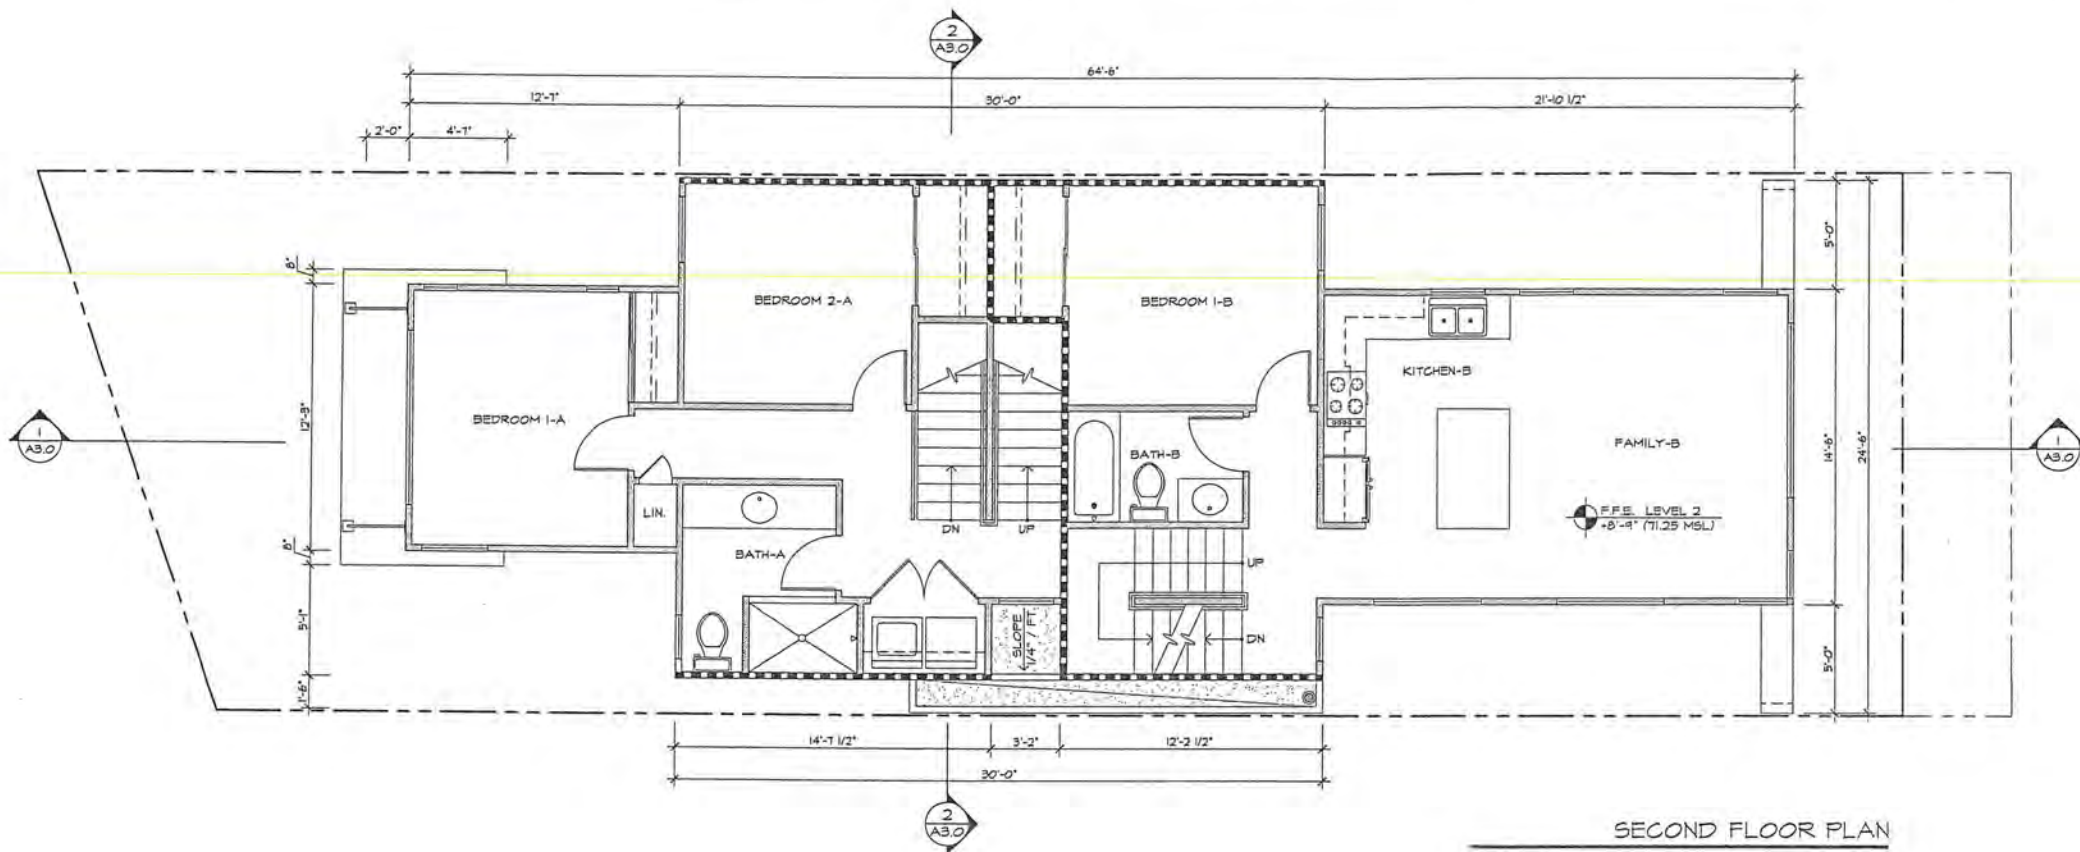 2
A3.0
64'-6"
12'-7"
30'-0"
21'-10 1/2"
2'-0"
4'-7"
8"
5'-0"
BEDROOM 2-A
BEDROOM 1-B
KITCHEN-B
BEDROOM 1-A
12'-3"
1
A3.0
BATH-B
FAMILY-B
14'-6"
24'-6"
1
A3.0
LIN.
F.F.E. LEVEL 2
+8'-9" (71.25 MSL)
DN
UP
8"
BATH-A
UP
5'-1"
SLOPE
1/4" / FT.
DN
5'-0"
1'-6"
14'-7 1/2"
3'-2"
12'-2 1/2"
30'-0"
2
A3.0
SECOND FLOOR PLAN